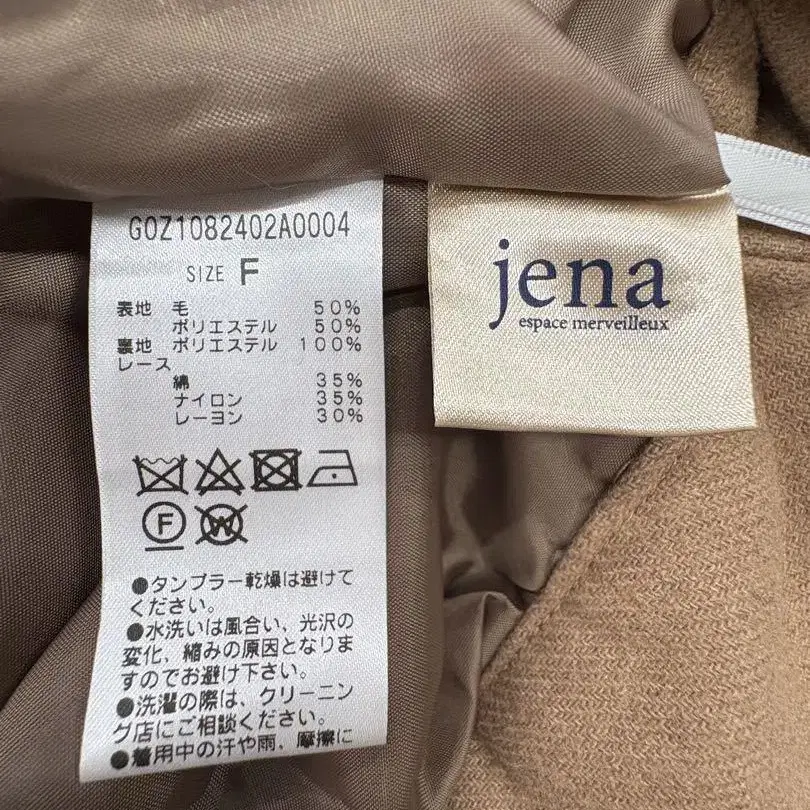 G0Z1082402A0004
SIZE F
表地 毛 50%
ポリエステル 50%
裏地 ポリエステル 100%
レース
綿 35%
ナイロン 35%
レーヨン 30%
F W
●タンブラー乾燥は避けて
ください。
●水洗いは風合い、光沢の
変化、縮みの原因となりま
すのでお避け下さい。
●洗濯の際は、クリーニン
グ店にご相談ください。
●着用中の汗や雨、摩擦に
jena
espace merveilleux